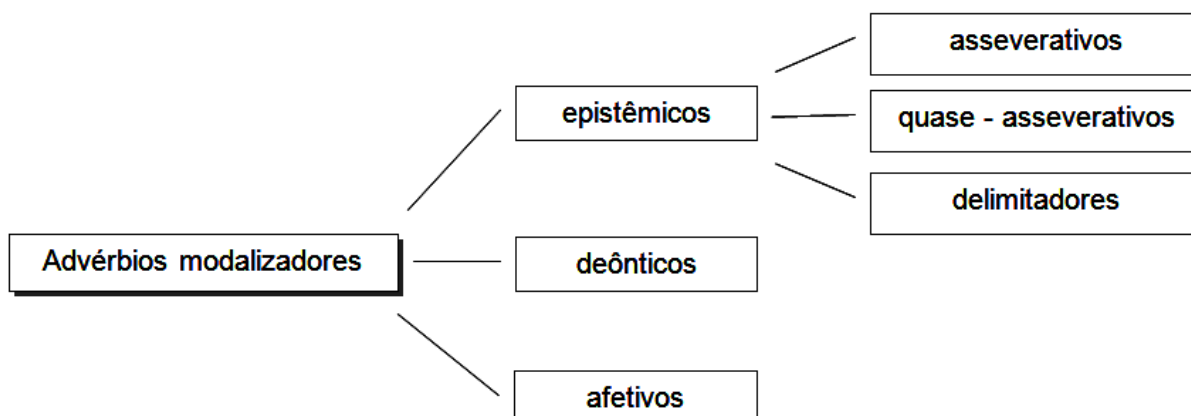 asseverativos
epistêmicos
quase - asseverativos
delimitadores
Advérbios modalizadores
deônticos
afetivos